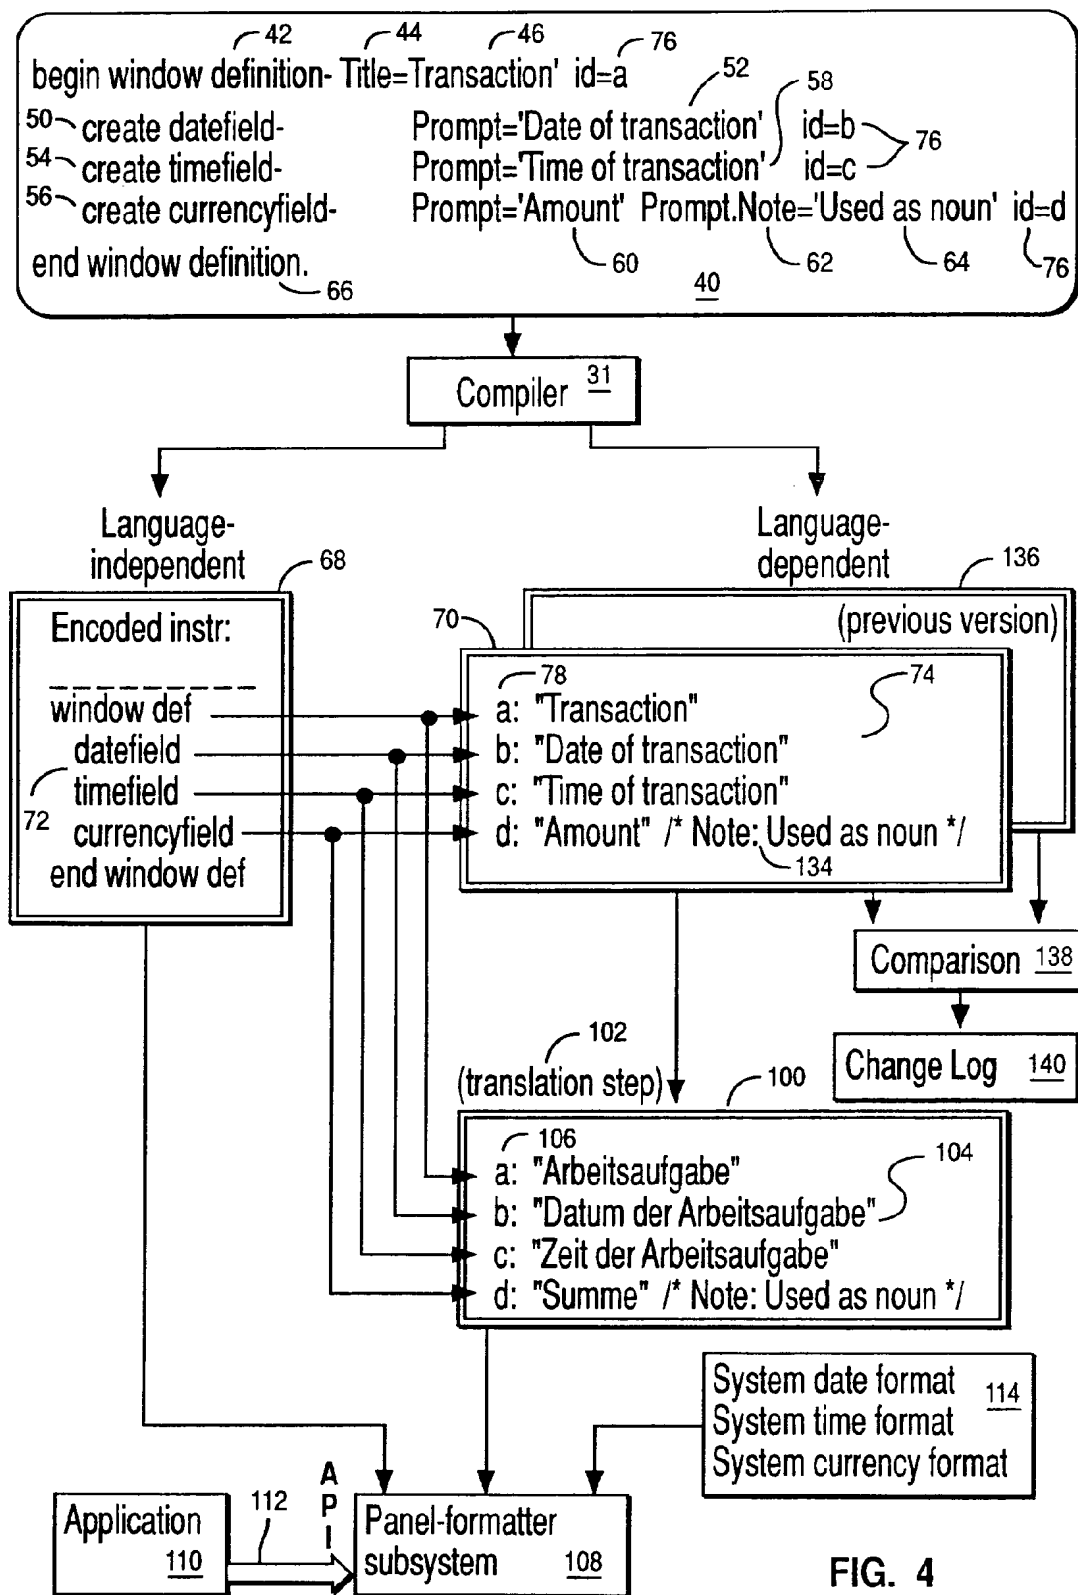 42 44 46 76
begin window definition- Title=Transaction' id=a
52 58
50 create datefield- Prompt='Date of transaction' id=b
54 create timefield- Prompt='Time of transaction' id=c 76
56 create currencyfield- Prompt='Amount' Prompt.Note='Used as noun' id=d
end window definition. 60 62 64 76
66 40
Compiler 31
Language-
independent
68
Language-
dependent
136
(previous version)
70
Encoded instr:
window def
datefield
timefield
72
currencyfield
end window def
78 74
a: "Transaction"
b: "Date of transaction"
c: "Time of transaction"
d: "Amount" /* Note: Used as noun */
134
Comparison 138
Change Log 140
102
(translation step)
100
106 104
a: "Arbeitsaufgabe"
b: "Datum der Arbeitsaufgabe"
c: "Zeit der Arbeitsaufgabe"
d: "Summe" /* Note: Used as noun */
System date format
System time format 114
System currency format
Application
110
112
API
Panel-formatter
subsystem 108
FIG. 4